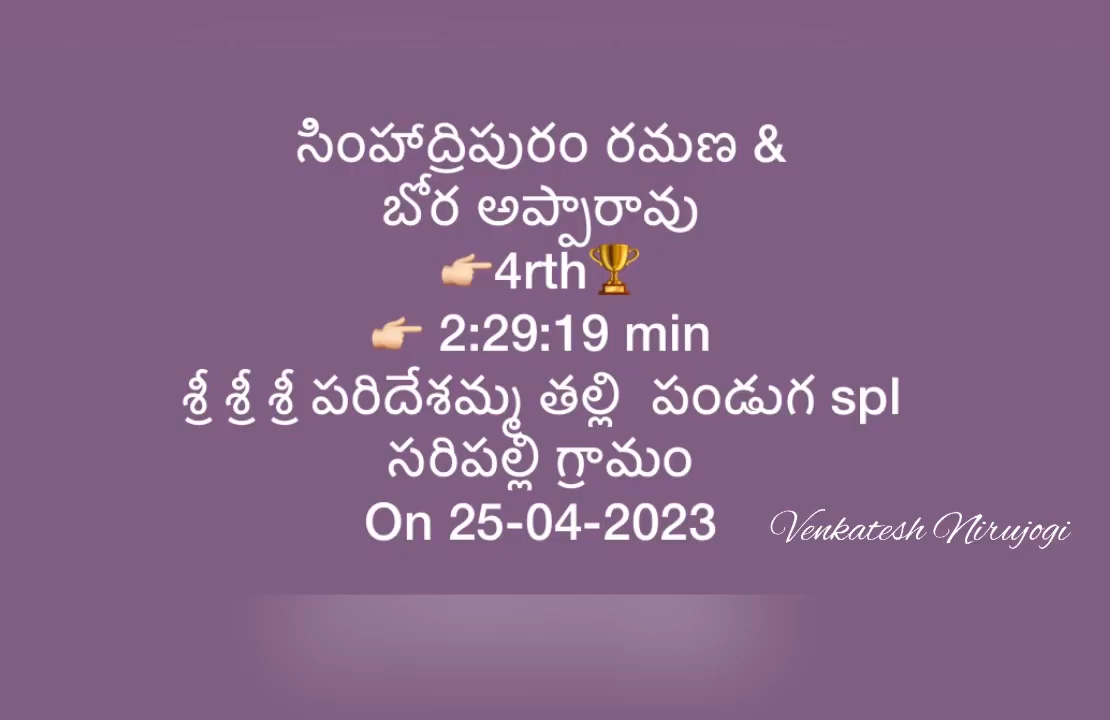 సింహాద్రిపురం రమణ &
బోర అప్పారావు
👉🏻4rth🏆
👉🏻 2:29:19 min
శ్రీ శ్రీ శ్రీ పరిదేశమ్మ తల్లి పండుగ spl
సరిపల్లి గ్రామం
On 25-04-2023
Venkatesh Nirujogi